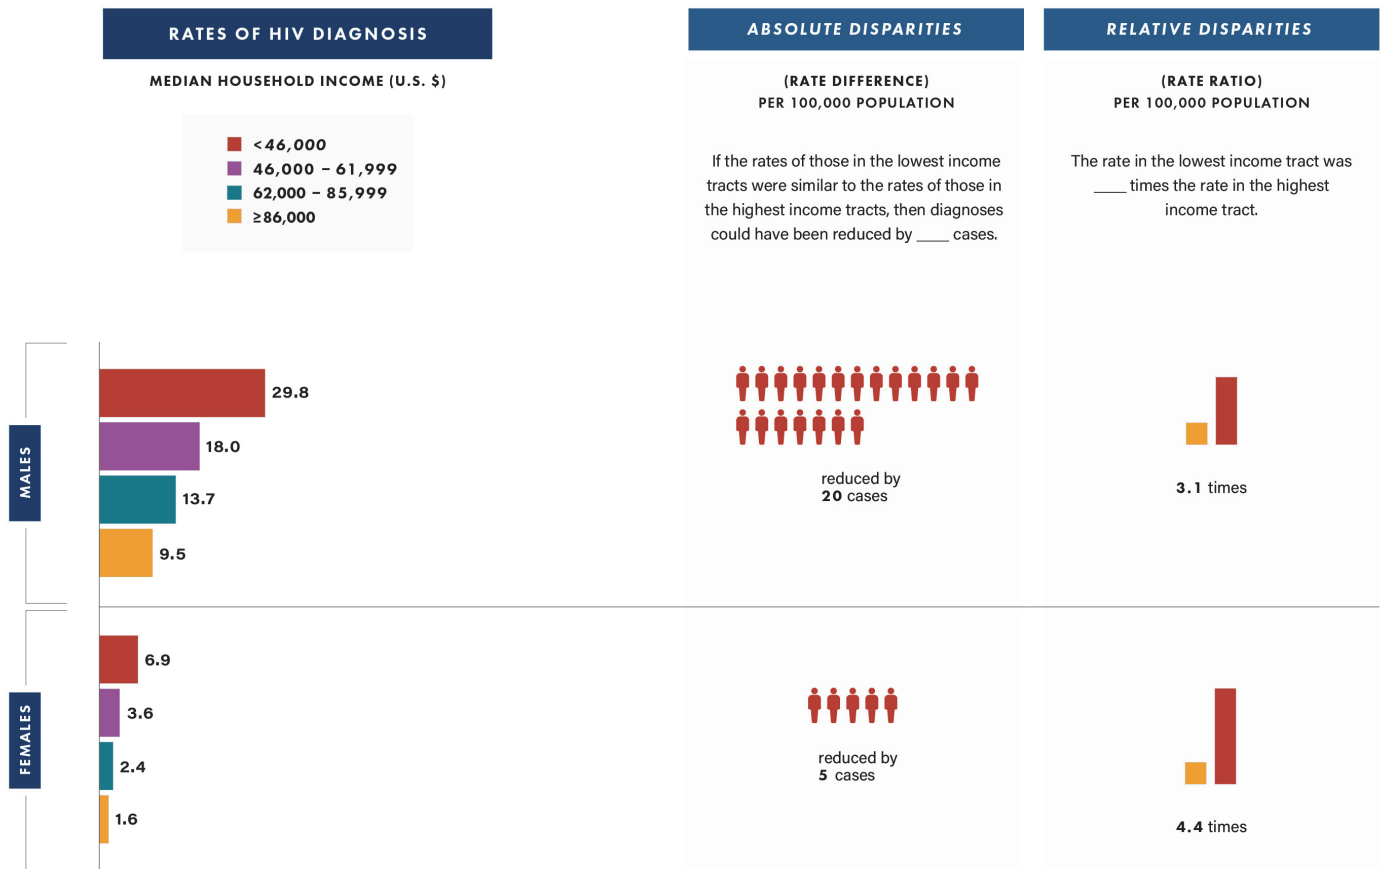 RATES OF HIV DIAGNOSIS
MEDIAN HOUSEHOLD INCOME (U.S. $)
<46,000
46,000 – 61,999
62,000 – 85,999
≥86,000
ABSOLUTE DISPARITIES
(RATE DIFFERENCE)
PER 100,000 POPULATION
If the rates of those in the lowest income
tracts were similar to the rates of those in
the highest income tracts, then diagnoses
could have been reduced by ____ cases.
RELATIVE DISPARITIES
(RATE RATIO)
PER 100,000 POPULATION
The rate in the lowest income tract was
____ times the rate in the highest
income tract.
MALES
29.8
18.0
13.7
9.5
reduced by
20 cases
3.1 times
FEMALES
6.9
3.6
2.4
1.6
reduced by
5 cases
4.4 times